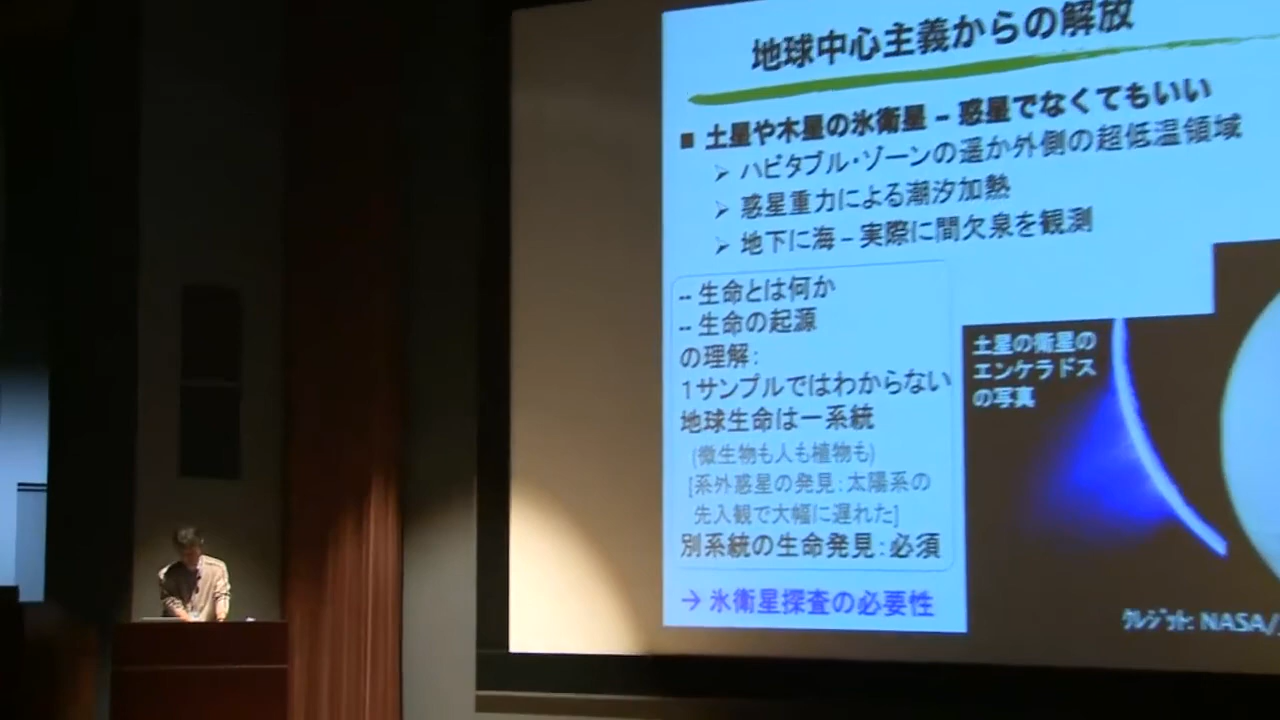 地球中心主義からの解放
■ 土星や木星の氷衛星 – 惑星でなくてもいい
➢ ハビタブル・ゾーンの遥か外側の超低温領域
➢ 惑星重力による潮汐加熱
➢ 地下に海 – 実際に間欠泉を観測
-- 生命とは何か
-- 生命の起源
の理解:
1サンプルではわからない
地球生命は一系統
(微生物も人も植物も)
[系外惑星の発見:太陽系の
先入観で大幅に遅れた]
別系統の生命発見:必須
→ 氷衛星探査の必要性
土星の衛星の
エンケラドス
の写真
クレジット: NASA/